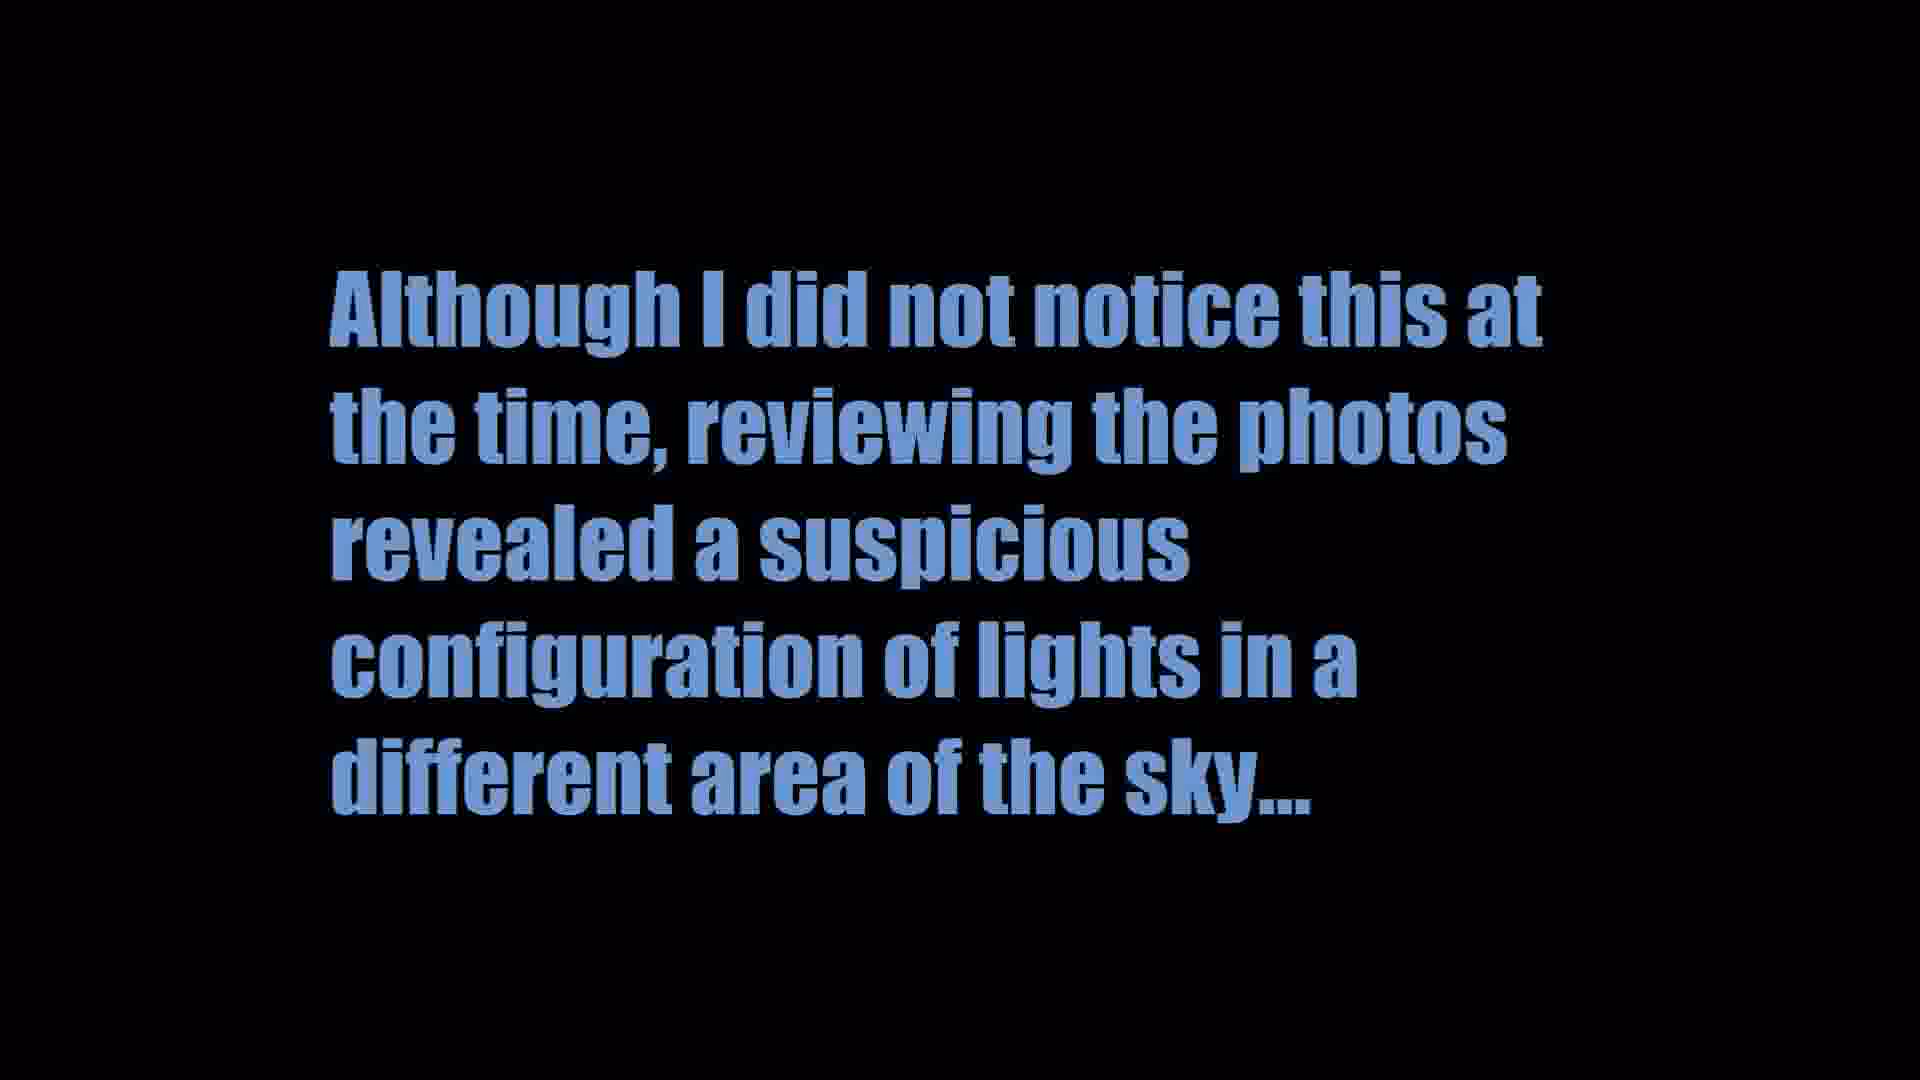 Although I did not notice this at
the time, reviewing the photos
revealed a suspicious
configuration of lights in a
different area of the sky...